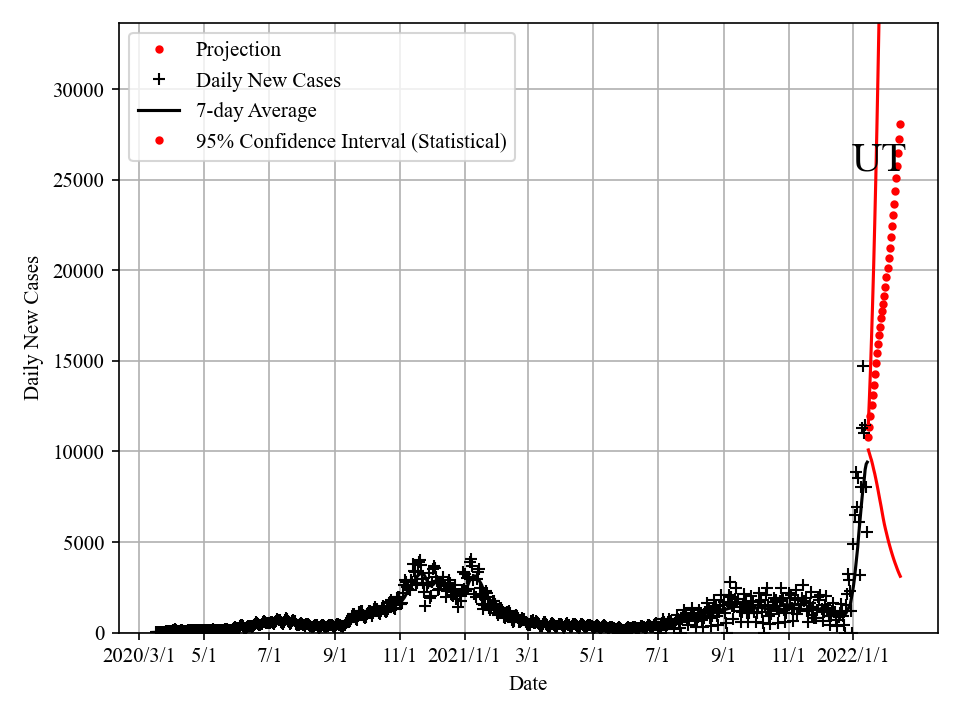 Projection
Daily New Cases
7-day Average
95% Confidence Interval (Statistical)
UT
Daily New Cases
30000
25000
20000
15000
10000
5000
0
2020/3/1 5/1 7/1 9/1 11/1 2021/1/1 3/1 5/1 7/1 9/1 11/1 2022/1/1
Date